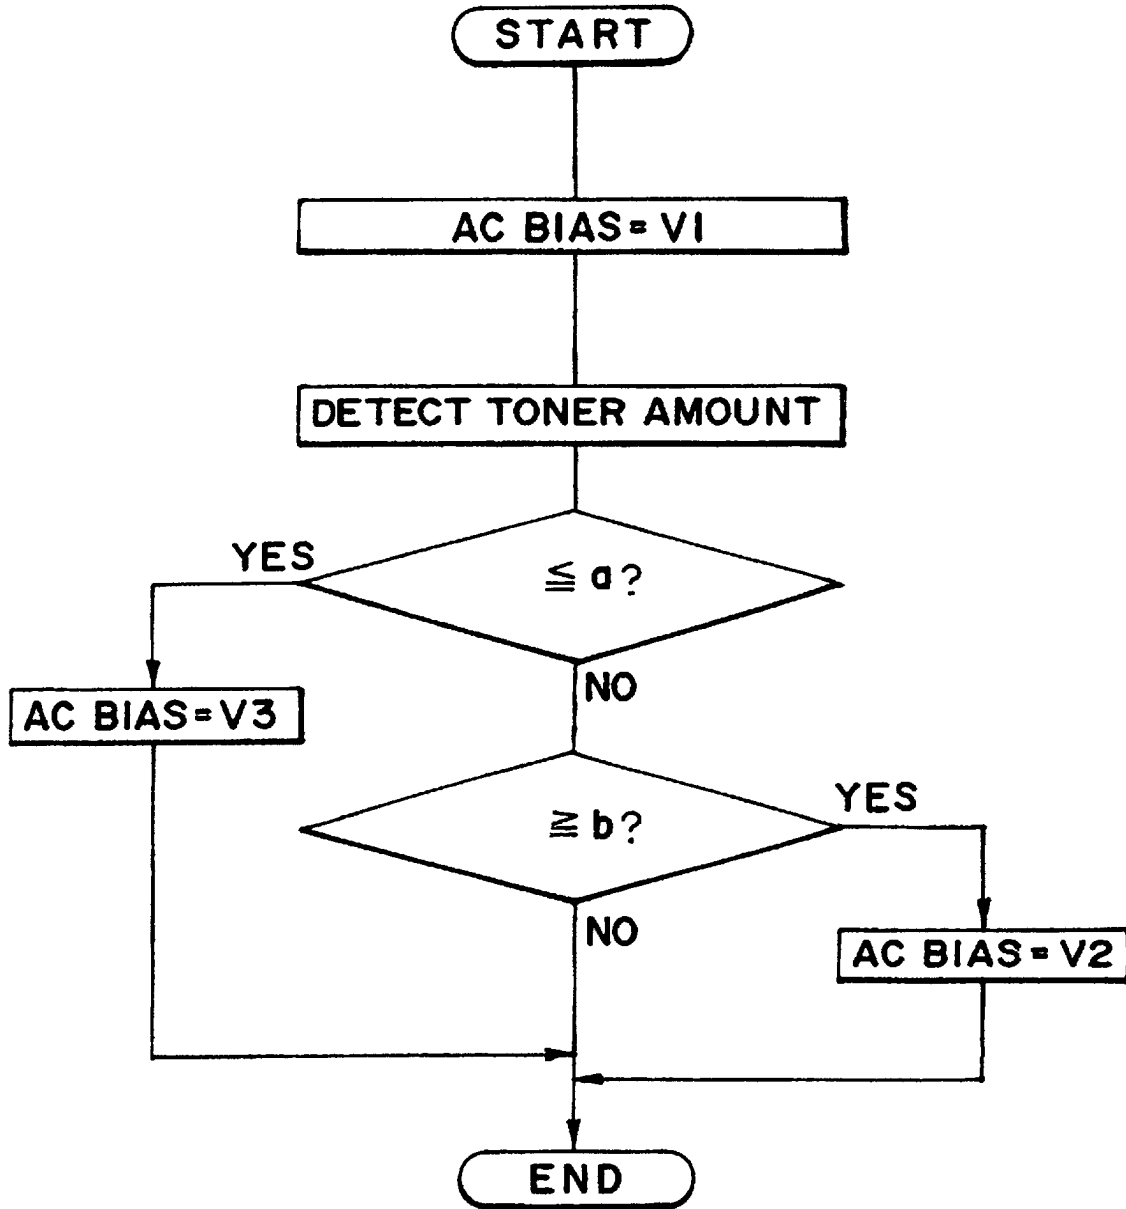 START
AC BIAS = V1
DETECT TONER AMOUNT
YES
≦ a?
NO
AC BIAS = V3
≧ b?
YES
NO
AC BIAS = V2
END